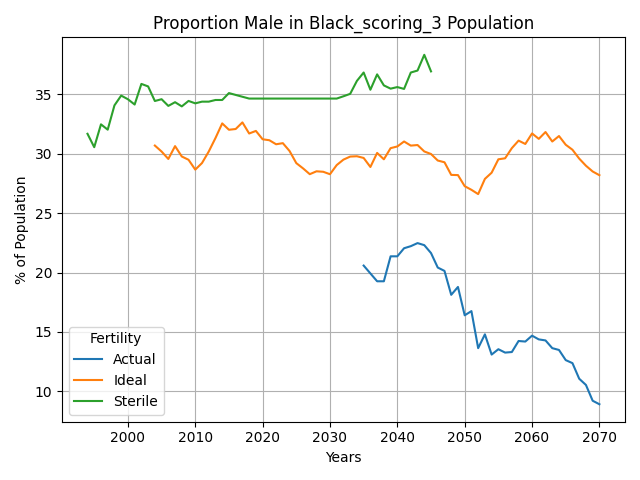 Proportion Male in Black_scoring_3 Population
% of Population
35
30
25
20
15
10
Fertility
Actual
Ideal
Sterile
2000 2010 2020 2030 2040 2050 2060 2070
Years